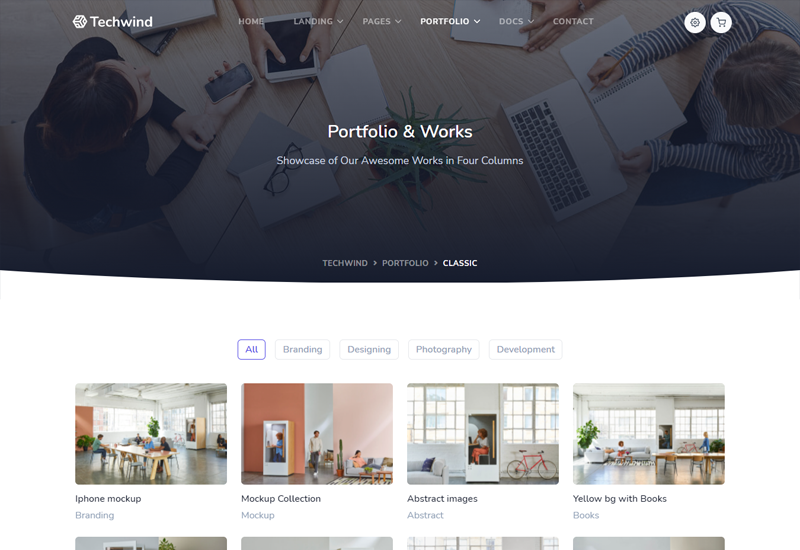 Techwind
HOME LANDING PAGES PORTFOLIO DOCS CONTACT
Portfolio & Works
Showcase of Our Awesome Works in Four Columns
TECHWIND > PORTFOLIO > CLASSIC
All Branding Designing Photography Development
Iphone mockup Mockup Collection Abstract images Yellow bg with Books
Branding Mockup Abstract Books